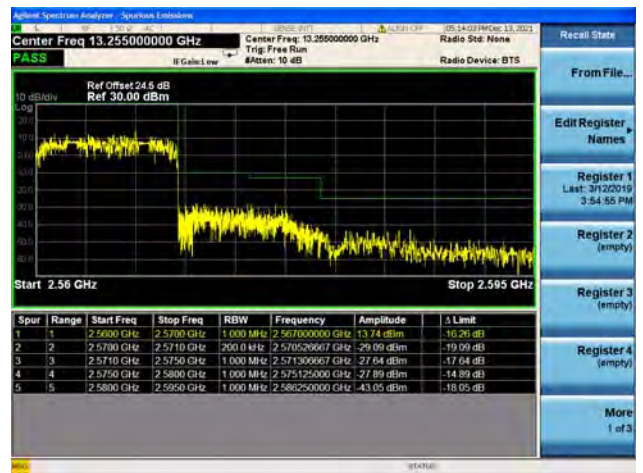 Agilent Spectrum Analyzer - Spurious Emissions
05:14:03 PM Dec 13, 2021
Center Freq 13.255000000 GHz
Center Freq: 13.255000000 GHz
Radio Std: None
Trig: Free Run
PASS
IFGain:Low
#Atten: 10 dB
Radio Device: BTS
Ref Offset 24.5 dB
10 dB/div
Ref 30.00 dBm
Log
Start 2.56 GHz
Stop 2.595 GHz
Spur Range Start Freq Stop Freq RBW Frequency Amplitude Δ Limit
1 1 2.5600 GHz 2.5700 GHz 1.000 MHz 2.567000000 GHz 13.74 dBm -16.26 dB
2 2 2.5700 GHz 2.5710 GHz 200.0 kHz 2.570526667 GHz -29.09 dBm -19.09 dB
3 3 2.5710 GHz 2.5750 GHz 1.000 MHz 2.571306667 GHz -27.64 dBm -17.64 dB
4 4 2.5750 GHz 2.5800 GHz 1.000 MHz 2.575125000 GHz -27.89 dBm -14.89 dB
5 5 2.5800 GHz 2.5950 GHz 1.000 MHz 2.586250000 GHz -43.05 dBm -18.05 dB
MSG
STATUS
Recall State
From File...
Edit Register
Names
Register 1
Last: 3/12/2019
3:54:55 PM
Register 2
(empty)
Register 3
(empty)
Register 4
(empty)
More
1 of 3